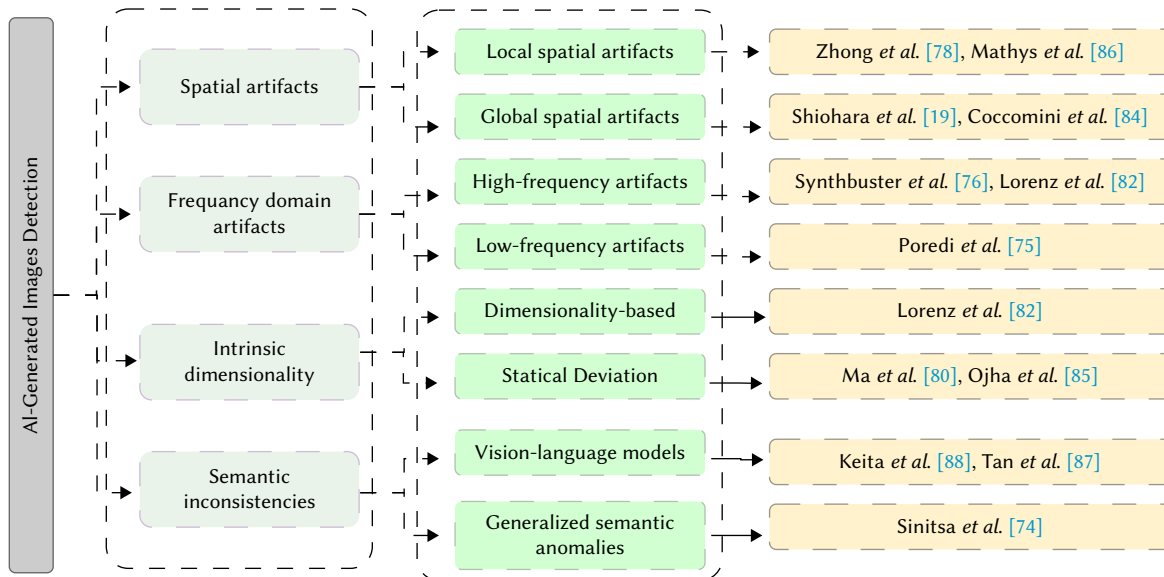 AI-Generated Images Detection
Spatial artifacts
Frequancy domain
artifacts
Intrinsic
dimensionality
Semantic
inconsistencies
Local spatial artifacts
Global spatial artifacts
High-frequency artifacts
Low-frequency artifacts
Dimensionality-based
Statical Deviation
Vision-language models
Generalized semantic
anomalies
Zhong et al. [78], Mathys et al. [86]
Shiohara et al. [19], Coccomini et al. [84]
Synthbuster et al. [76], Lorenz et al. [82]
Poredi et al. [75]
Lorenz et al. [82]
Ma et al. [80], Ojha et al. [85]
Keita et al. [88], Tan et al. [87]
Sinitsa et al. [74]